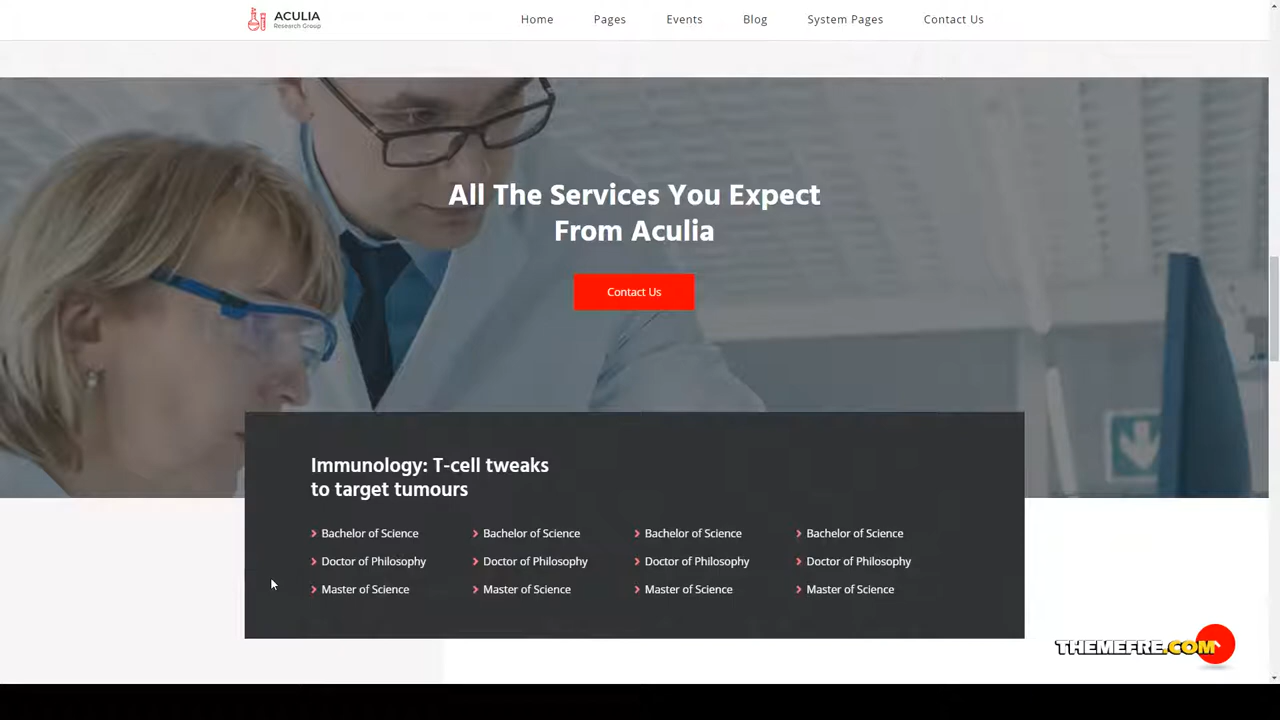 ACULIA
Research Group
Home Pages Events Blog System Pages Contact Us
All The Services You Expect
From Aculia
Contact Us
Immunology: T-cell tweaks
to target tumours
Bachelor of Science Bachelor of Science Bachelor of Science Bachelor of Science
Doctor of Philosophy Doctor of Philosophy Doctor of Philosophy Doctor of Philosophy
Master of Science Master of Science Master of Science Master of Science
THEMEFRE.COM